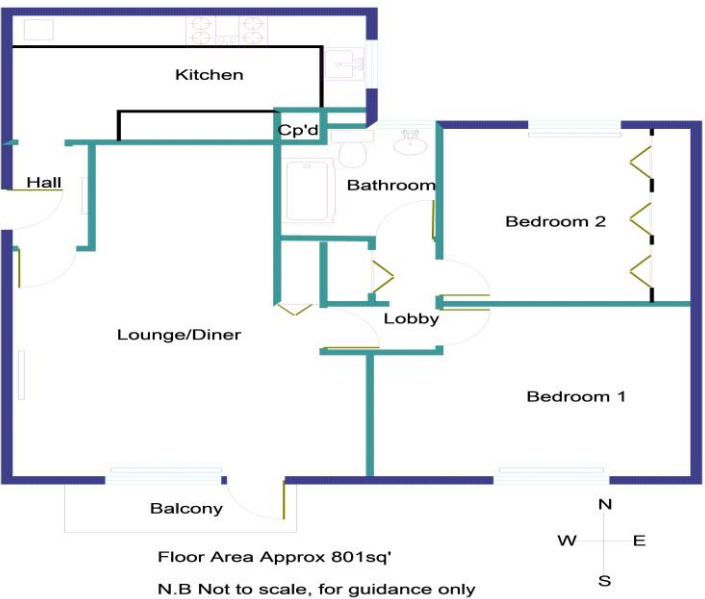 Kitchen
Cp'd
Hall
Bathroom
Bedroom 2
Lounge/Diner
Lobby
Bedroom 1
Balcony
N
W E
S
Floor Area Approx 801sq'
N.B Not to scale, for guidance only